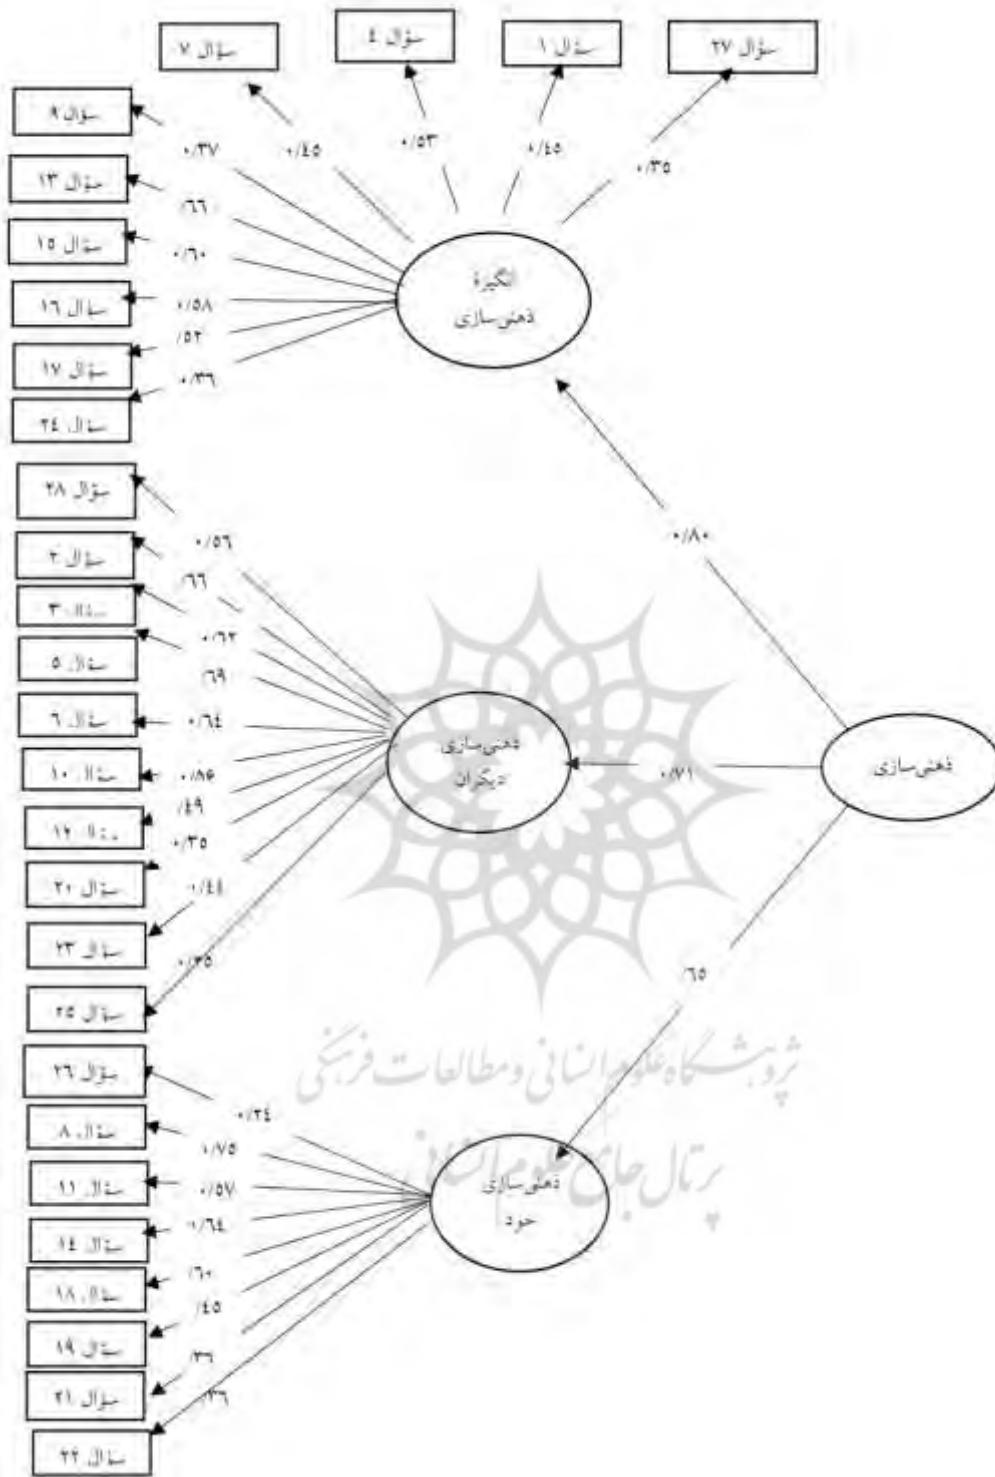 سؤال ۲۷
سؤال ۱
سؤال ٤
سؤال ۷
۰/۳٥
۰/٤٥
۰/٥۳
۰/٤٥
سؤال ۹
۰/۳۷
سؤال ۱۳
/٦٦
سؤال ۱٥
۰/٦۰
سؤال ۱٦
۰/٥۸
سؤال ۱۷
/٥۲
سؤال ۲٤
۰/۳٦
انگیزهٔ
ذهنی‌سازی
۰/۸۰
سؤال ۲۸
۰/٥٦
سؤال ۲
/٦٦
سؤال ۳
۰/٦۲
سؤال ٥
/٦۹
سؤال ٦
۰/٦٤
سؤال ۱۰
۰/۸٥
سؤال ۱۲
/٤۹
۰/۳٥
سؤال ۲۰
۰/٤٤
سؤال ۲۳
سؤال ۲٥
ذهنی‌سازی
دیگران
۰/۷۱
ذهنی‌سازی
/٦٥
پژوهشگاه علوم انسانی و مطالعات فرهنگی
پرتال جامع علوم انسانی
سؤال ۲٦
۰/۲٤
سؤال ۸
۰/۷٥
سؤال ۱۱
۰/٥۷
سؤال ۱٤
۰/٦٤
سؤال ۱۸
/٦۰
سؤال ۱۹
/٤٥
سؤال ۲۱
/۳٦
سؤال ۲۲
/۳٦
ذهنی‌سازی
خود